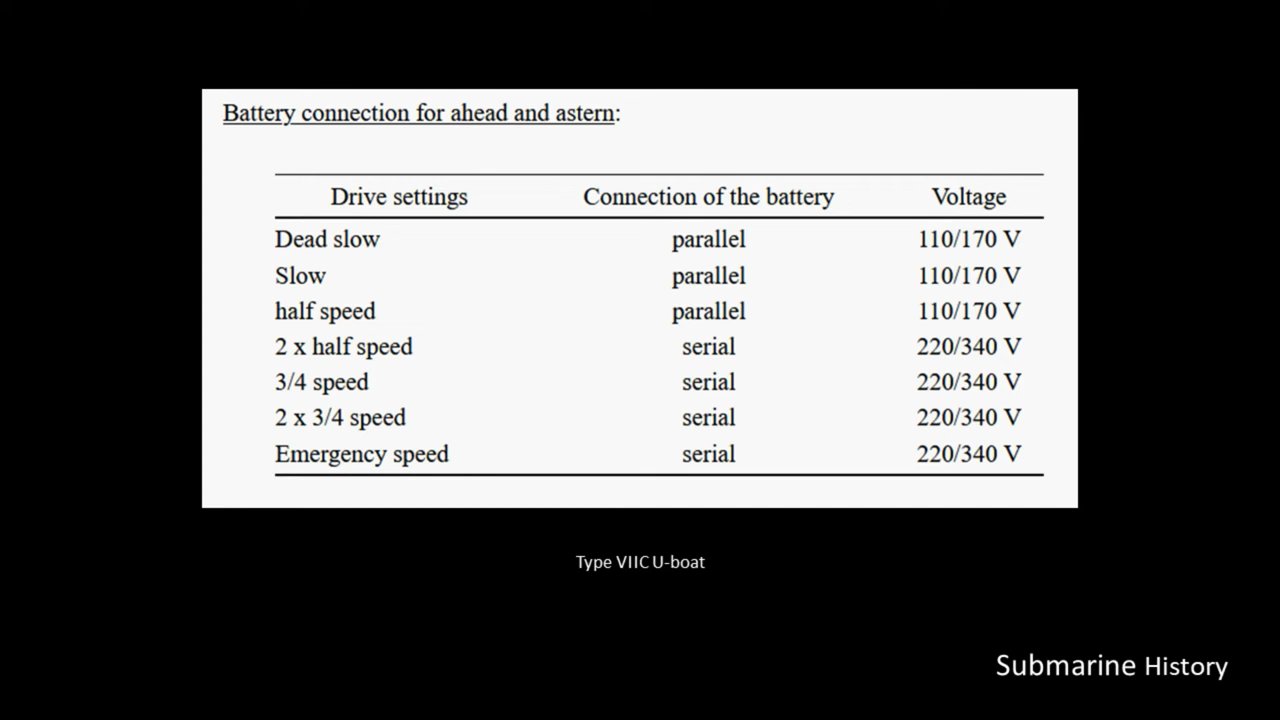 Battery connection for ahead and astern:
Drive settings Connection of the battery Voltage
Dead slow parallel 110/170 V
Slow parallel 110/170 V
half speed parallel 110/170 V
2 x half speed serial 220/340 V
3/4 speed serial 220/340 V
2 x 3/4 speed serial 220/340 V
Emergency speed serial 220/340 V
Type VIIC U-boat
Submarine History